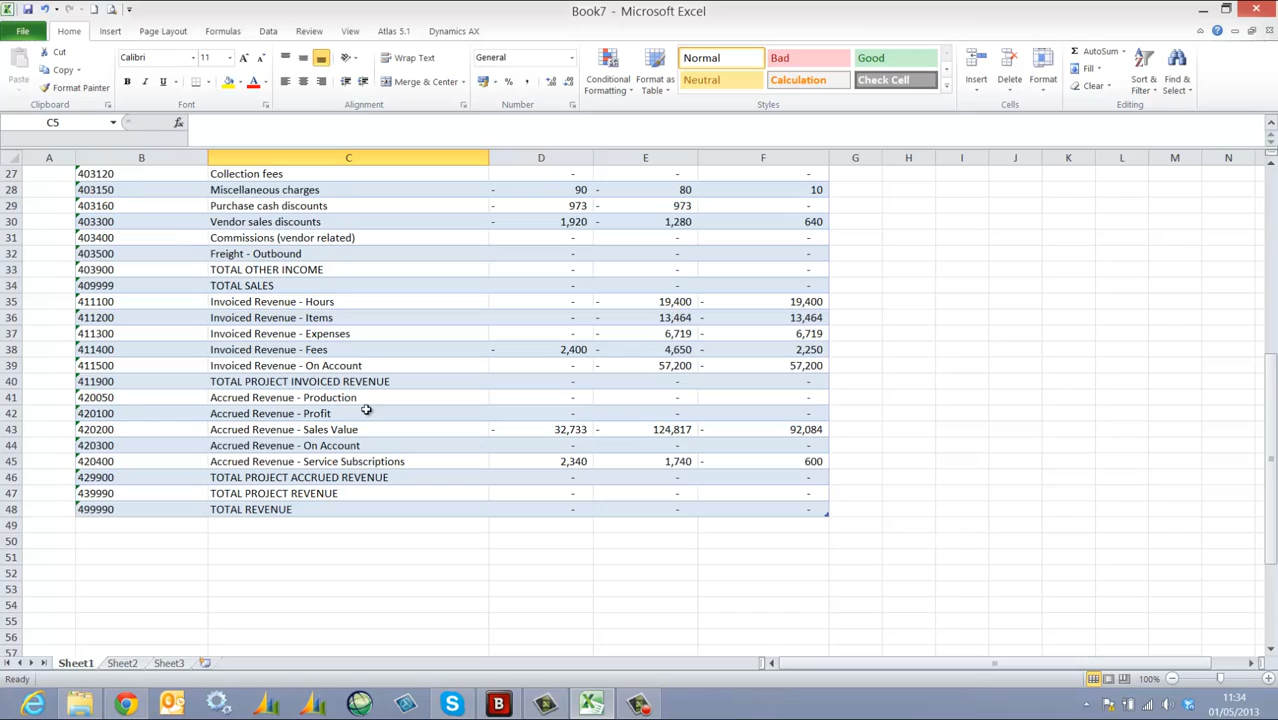 Book7 - Microsoft Excel
File Home Insert Page Layout Formulas Data Review View Atlas 5.1 Dynamics AX
Paste
Cut
Copy
Format Painter
Clipboard
Calibri 11
B I U
Font
Wrap Text
Merge & Center
Alignment
General
Number
Conditional Formatting
Format as Table
Normal Bad Good
Neutral Calculation Check Cell
Styles
Insert Delete Format
Cells
AutoSum
Fill
Clear
Sort & Filter
Find & Select
Editing
C5 fx
A B C D E F G H I J K L M N
27 403120 Collection fees - - -
28 403150 Miscellaneous charges - 90 - 80 10
29 403160 Purchase cash discounts - 973 - 973 -
30 403300 Vendor sales discounts - 1,920 - 1,280 640
31 403400 Commissions (vendor related) - - -
32 403500 Freight - Outbound - - -
33 403900 TOTAL OTHER INCOME - - -
34 409999 TOTAL SALES - - -
35 411100 Invoiced Revenue - Hours - - 19,400 - 19,400
36 411200 Invoiced Revenue - Items - - 13,464 - 13,464
37 411300 Invoiced Revenue - Expenses - - 6,719 - 6,719
38 411400 Invoiced Revenue - Fees - 2,400 - 4,650 - 2,250
39 411500 Invoiced Revenue - On Account - - 57,200 - 57,200
40 411900 TOTAL PROJECT INVOICED REVENUE - - -
41 420050 Accrued Revenue - Production - - -
42 420100 Accrued Revenue - Profit - - -
43 420200 Accrued Revenue - Sales Value - 32,733 - 124,817 - 92,084
44 420300 Accrued Revenue - On Account - - -
45 420400 Accrued Revenue - Service Subscriptions 2,340 1,740 - 600
46 429900 TOTAL PROJECT ACCRUED REVENUE - - -
47 439990 TOTAL PROJECT REVENUE - - -
48 499990 TOTAL REVENUE - - -
49
50
51
52
53
54
55
56
57
Sheet1 Sheet2 Sheet3
Ready 100%
11:34
01/05/2013